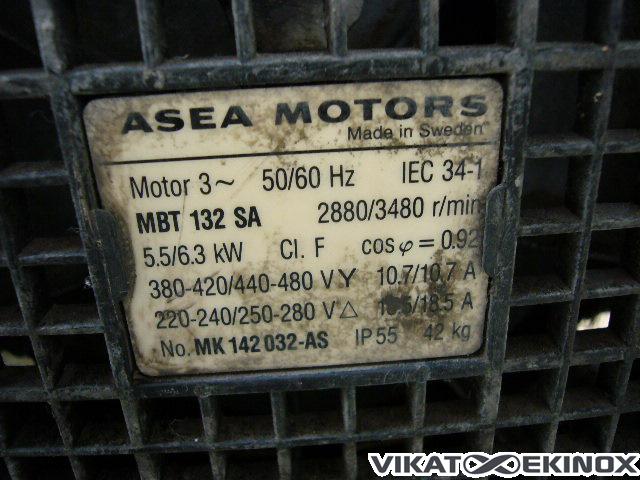 ASEA MOTORS
Made in Sweden
Motor 3~ 50/60 Hz IEC 34-1
MBT 132 SA 2880/3480 r/min
5.5/6.3 kW Cl. F cos φ = 0.92
380-420/440-480 V Y 10.7/10.7 A
220-240/250-280 V △ /18.5 A
No. MK 142 032-AS IP 55 42 kg
VIKAT EKINOX